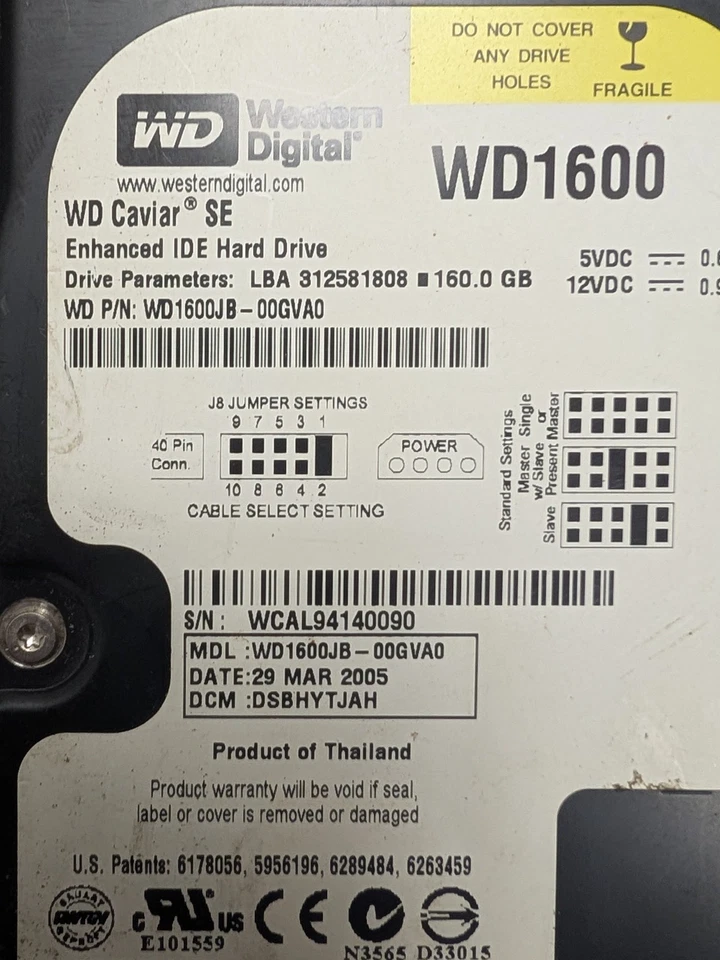 DO NOT COVER
ANY DRIVE
HOLES
FRAGILE
WD Western
Digital®
www.westerndigital.com
WD1600
WD Caviar® SE
Enhanced IDE Hard Drive
5VDC
Drive Parameters: LBA 312581808 ■ 160.0 GB
12VDC
WD P/N: WD1600JB-00GVA0
J8 JUMPER SETTINGS
9 7 5 3 1
40 Pin
Conn.
10 8 6 4 2
CABLE SELECT SETTING
POWER
Standard Settings
Single
or
Master
Master
w/ Slave
Present
Slave
S/N: WCAL94140090
MDL :WD1600JB-00GVA0
DATE:29 MAR 2005
DCM :DSBHYTJAH
Product of Thailand
Product warranty will be void if seal,
label or cover is removed or damaged
U.S. Patents: 6178056, 5956196, 6289484, 6263459
c US
E101559
CE
N3565 D33015